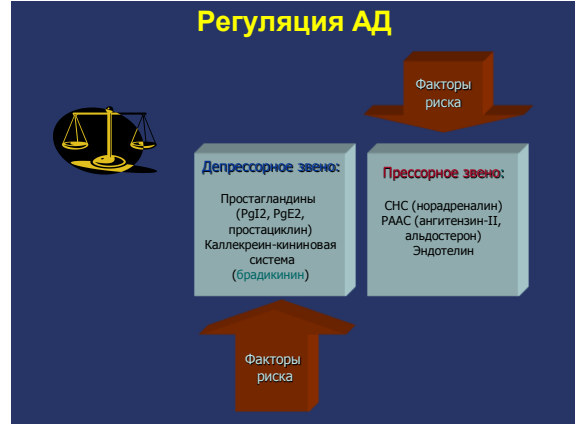 Регуляция АД
Факторы
риска
Депрессорное звено:
Простагландины
(PgI2, PgE2,
простациклин)
Каллекреин-кининовая
система
(брадикинин)
Прессорное звено:
СНС (норадреналин)
РААС (ангитензин-II,
альдостерон)
Эндотелин
Факторы
риска